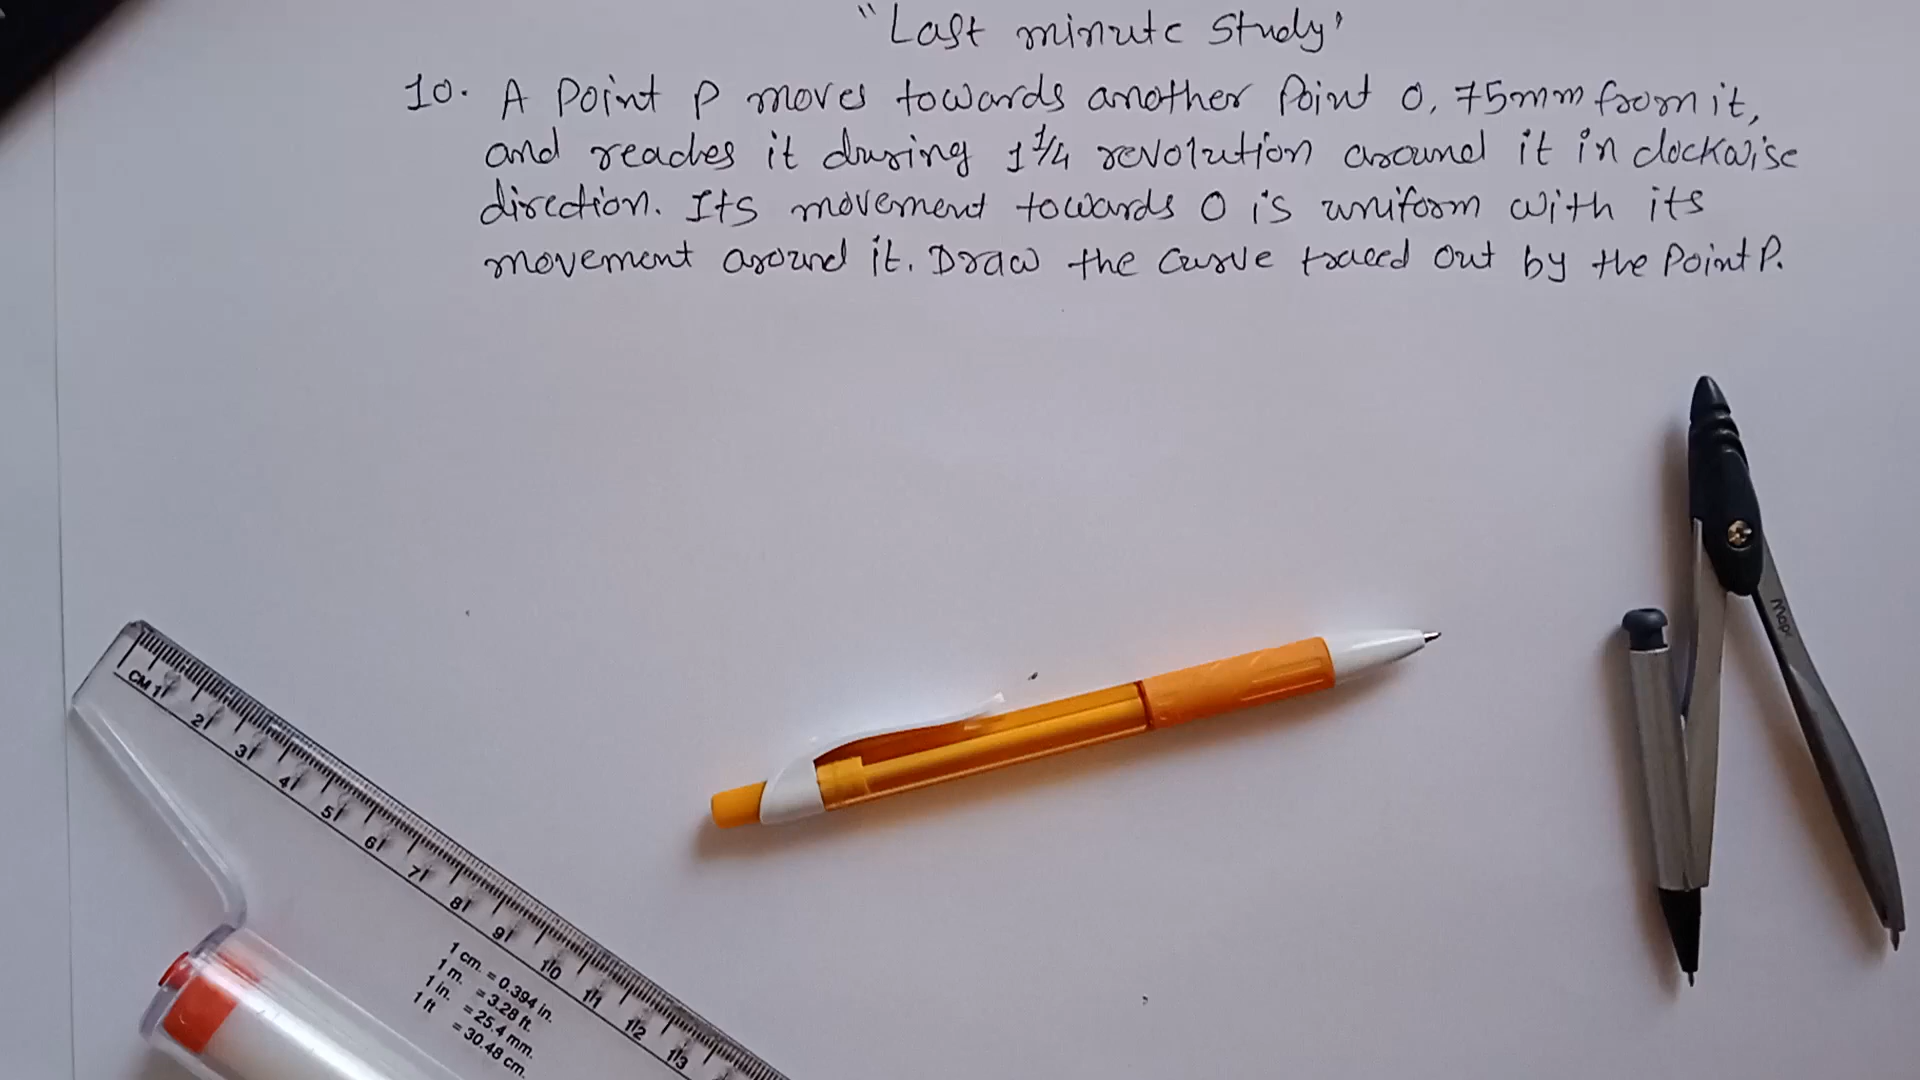 "Last minute Study'
10. A Point P moves towards another Point O, 75mm from it,
and reaches it during 1 1/4 revolution around it in clockwise
direction. Its movement towards O is uniform with its
movement around it. Draw the curve traced out by the Point P.
CM 1 2 3 4 5 6 7 8 9 10 11 12 13
1 cm. = 0.394 in.
1 m. = 3.28 ft.
1 in. = 25.4 mm.
1 ft = 30.48 cm.